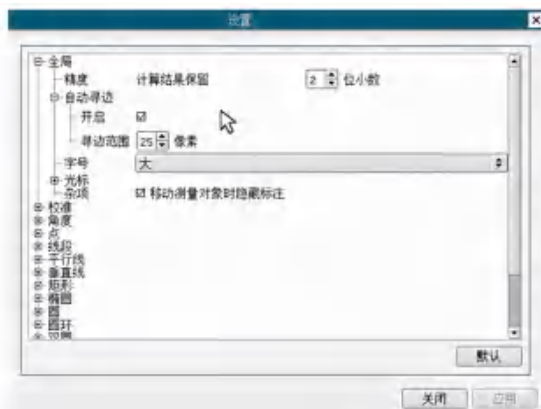 设置
全局
精度 计算结果保留 2 位小数
自动寻边
开启
寻边范围 25 像素
字号 大
光标
杂项 移动测量对象时隐藏标注
校准
角度
点
线段
平行线
垂直线
矩形
椭圆
圆
圆环
双圆
默认
关闭 应用